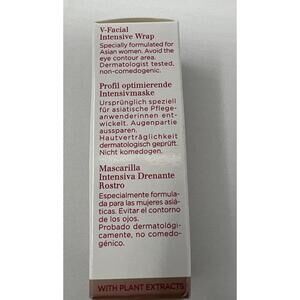 V-Facial
Intensive Wrap
Specially formulated for
Asian women. Avoid the
eye contour area.
Dermatologist tested,
non-comedogenic.
Profil optimierende
Intensivmaske
Ursprünglich speziell
für asiatische Pflege-
anwenderinnen ent-
wickelt. Augenpartie
aussparen.
Hautverträglichkeit
dermatologisch geprüft.
Nicht komedogen.
Mascarilla
Intensiva Drenante
Rostro
Especialmente formula-
da para las mujeres asiá-
ticas. Evitar el contorno
de los ojos.
Probado dermatológi-
camente, no comedo-
génico.
WITH PLANT EXTRACTS